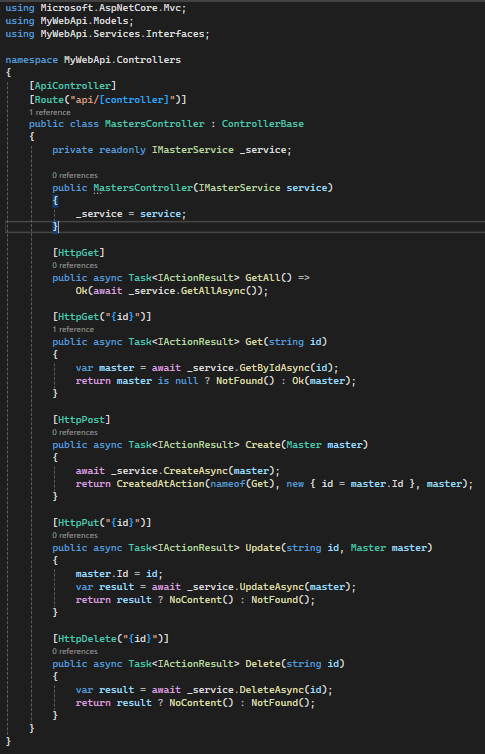 using Microsoft.AspNetCore.Mvc;
using MyWebApi.Models;
using MyWebApi.Services.Interfaces;
namespace MyWebApi.Controllers
{
[ApiController]
[Route("api/[controller]")]
1 reference
public class MastersController : ControllerBase
{
private readonly IMasterService _service;
0 references
public MastersController(IMasterService service)
{
_service = service;
}
[HttpGet]
0 references
public async Task<IActionResult> GetAll() =>
Ok(await _service.GetAllAsync());
[HttpGet("{id}")]
1 reference
public async Task<IActionResult> Get(string id)
{
var master = await _service.GetByIdAsync(id);
return master is null ? NotFound() : Ok(master);
}
[HttpPost]
0 references
public async Task<IActionResult> Create(Master master)
{
await _service.CreateAsync(master);
return CreatedAtAction(nameof(Get), new { id = master.Id }, master);
}
[HttpPut("{id}")]
0 references
public async Task<IActionResult> Update(string id, Master master)
{
master.Id = id;
var result = await _service.UpdateAsync(master);
return result ? NoContent() : NotFound();
}
[HttpDelete("{id}")]
0 references
public async Task<IActionResult> Delete(string id)
{
var result = await _service.DeleteAsync(id);
return result ? NoContent() : NotFound();
}
}
}